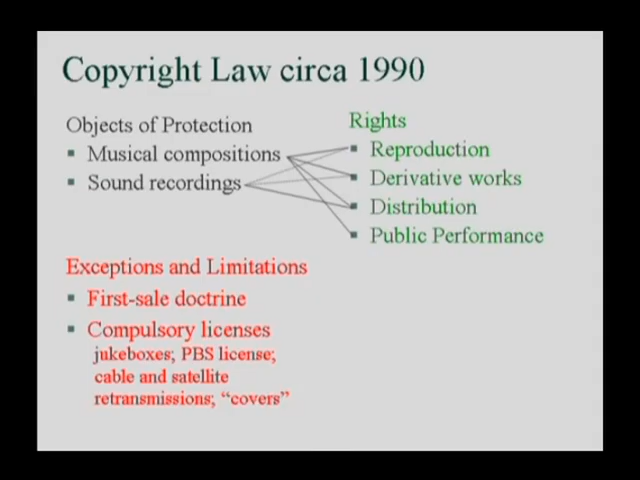 Copyright Law circa 1990
Objects of Protection
Musical compositions
Sound recordings
Rights
Reproduction
Derivative works
Distribution
Public Performance
Exceptions and Limitations
First-sale doctrine
Compulsory licenses
jukeboxes; PBS license;
cable and satellite
retransmissions; “covers”